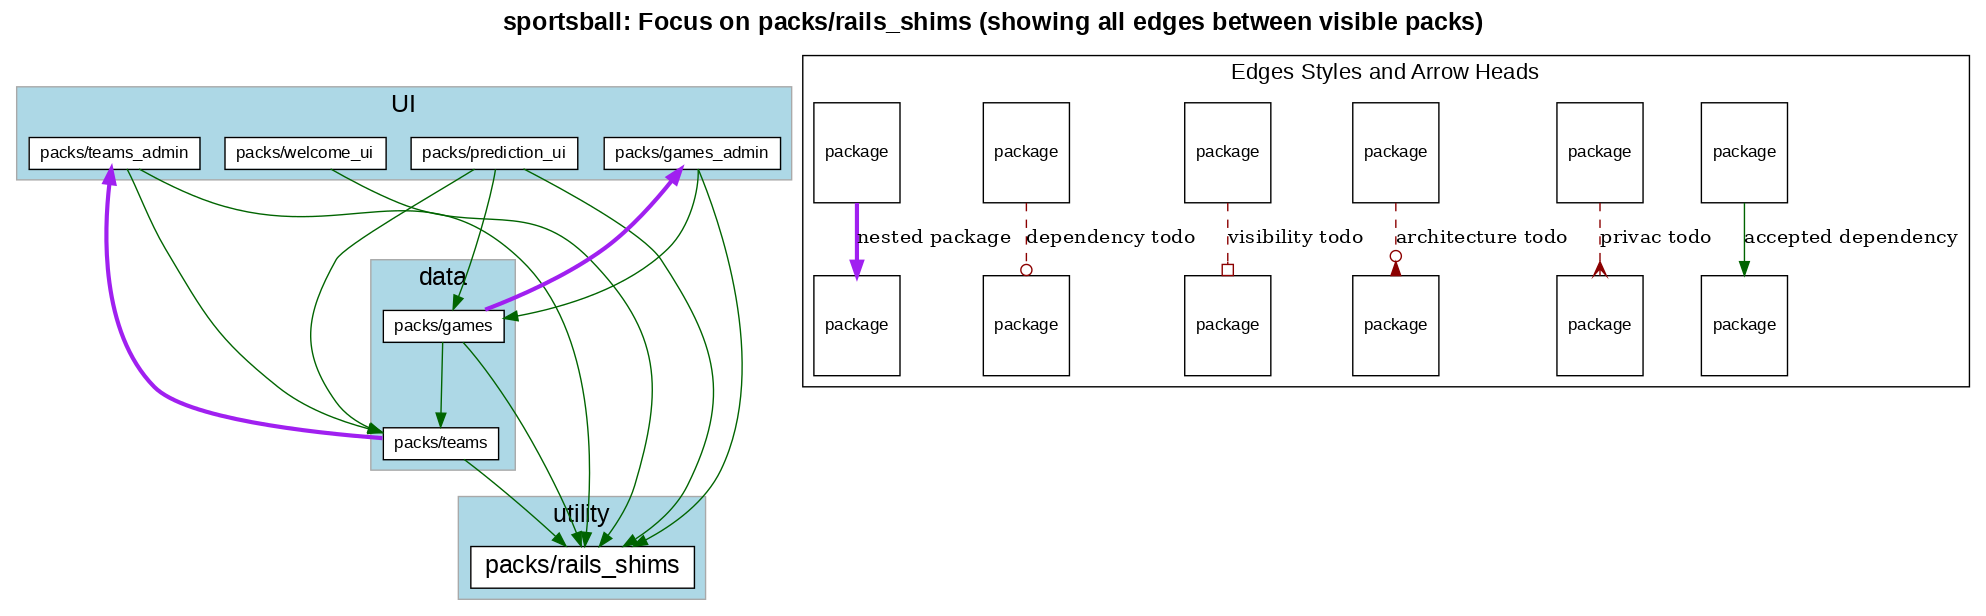 sportsball: Focus on packs/rails_shims (showing all edges between visible packs)
UI
packs/teams_admin
packs/welcome_ui
packs/prediction_ui
packs/games_admin
data
packs/games
packs/teams
utility
packs/rails_shims
Edges Styles and Arrow Heads
package
package
package
package
package
package
nested package
dependency todo
visibility todo
architecture todo
privac todo
accepted dependency
package
package
package
package
package
package